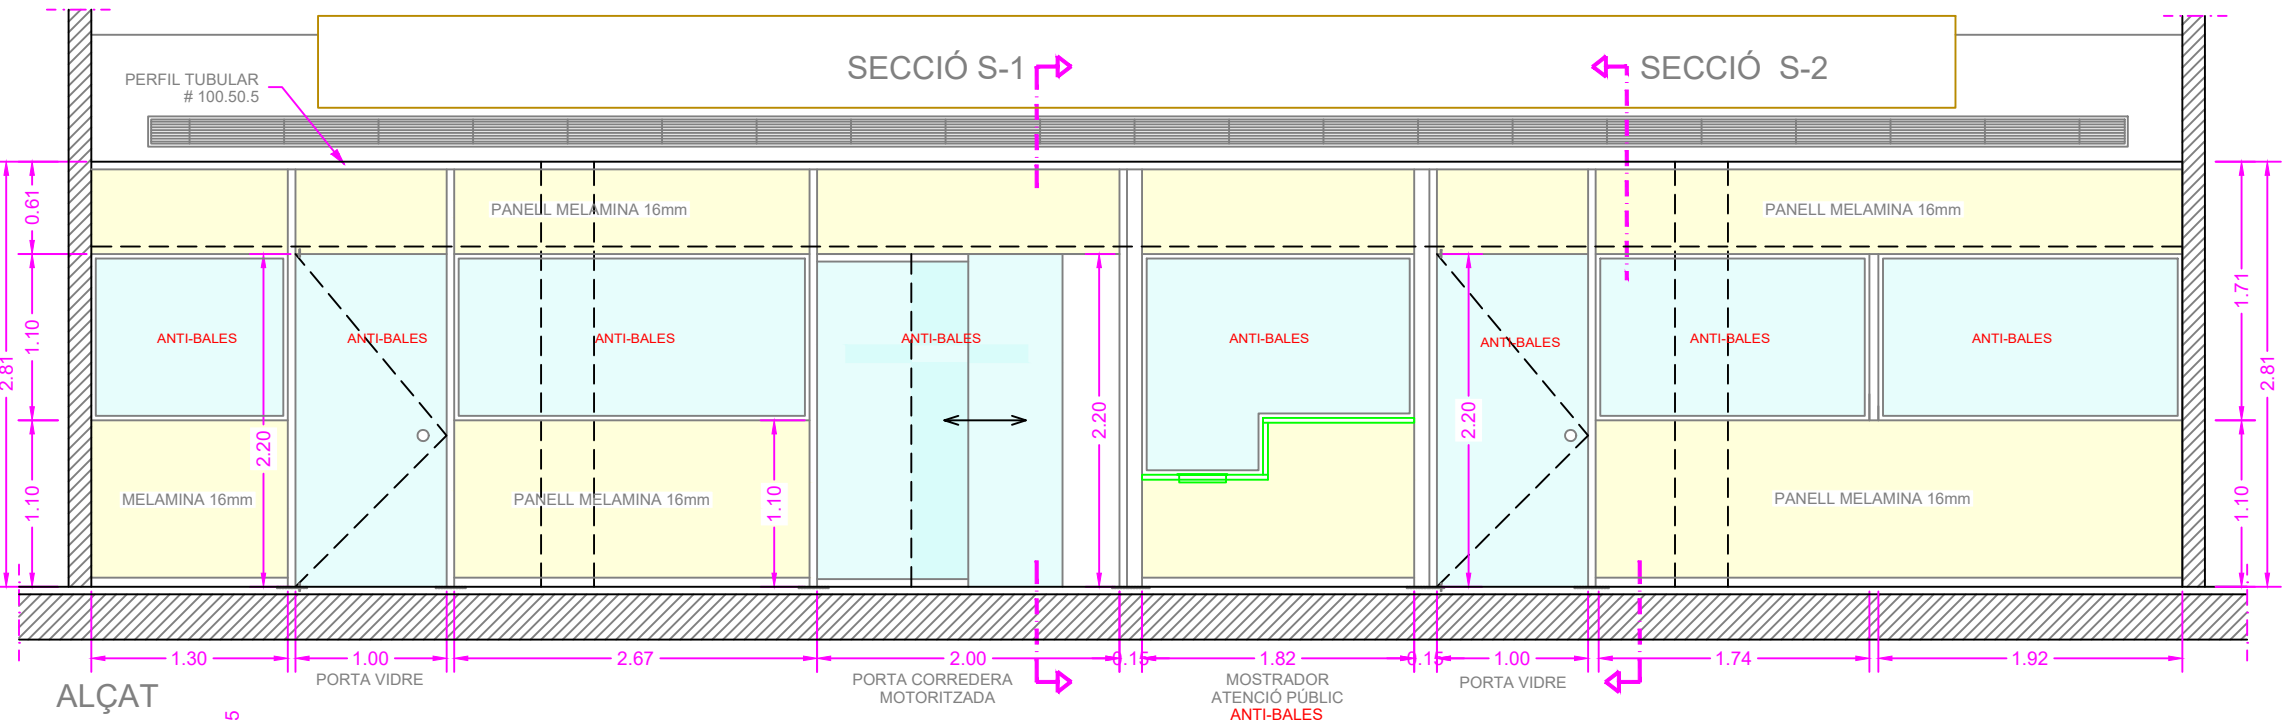 SECCIÓ S-1
SECCIÓ S-2
PERFIL TUBULAR
# 100.50.5
PANELL MELAMINA 16mm
PANELL MELAMINA 16mm
0.61
1.10
1.10
2.81
1.71
1.10
2.81
ANTI-BALES
ANTI-BALES
ANTI-BALES
ANTI-BALES
ANTI-BALES
ANTI-BALES
ANTI-BALES
ANTI-BALES
2.20
1.10
2.20
2.20
MELAMINA 16mm
PANELL MELAMINA 16mm
PANELL MELAMINA 16mm
1.30
1.00
2.67
2.00
0.15
1.82
0.15
1.00
1.74
1.92
PORTA VIDRE
PORTA CORREDERA
MOTORITZADA
MOSTRADOR
ATENCIÓ PÚBLIC
ANTI-BALES
PORTA VIDRE
ALÇAT
5